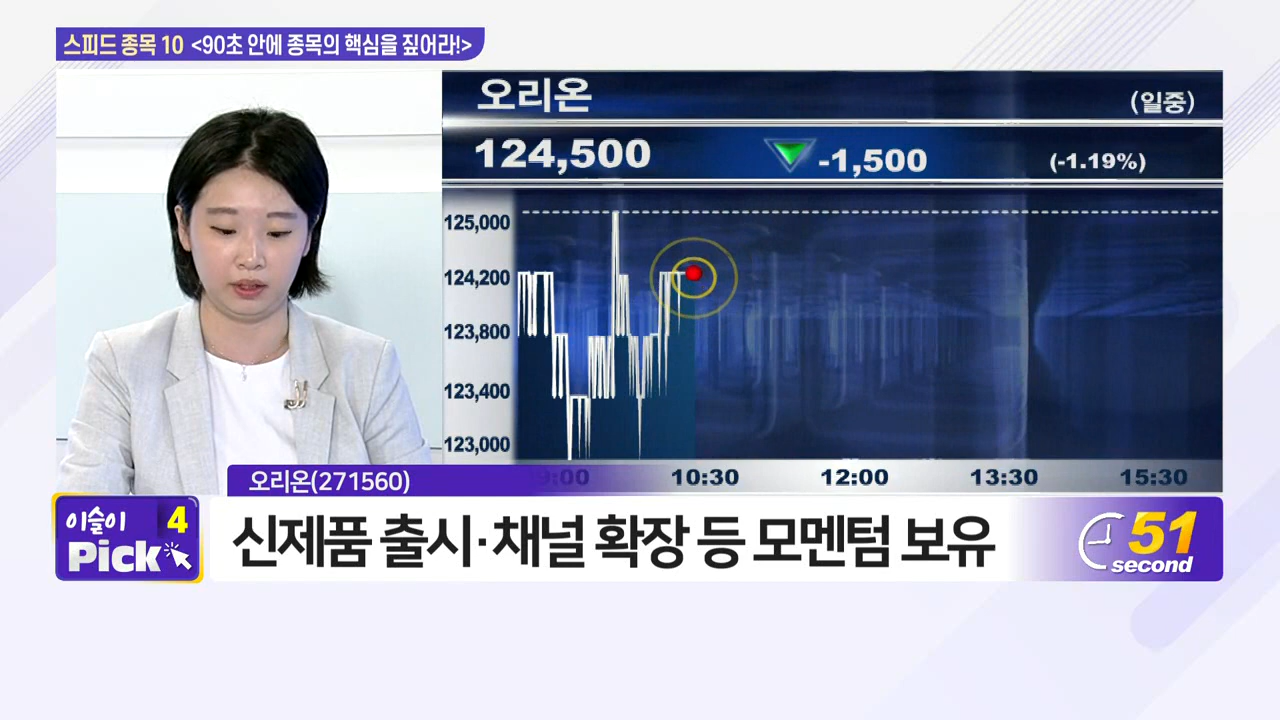 스피드 종목 10 <90초 안에 종목의 핵심을 짚어라!>
오리온
(일중)
124,500
-1,500
(-1.19%)
125,000
124,200
123,800
123,400
123,000
9:00
10:30
12:00
13:30
15:30
오리온(271560)
이슬이
4
Pick
신제품 출시·채널 확장 등 모멘텀 보유
51
second